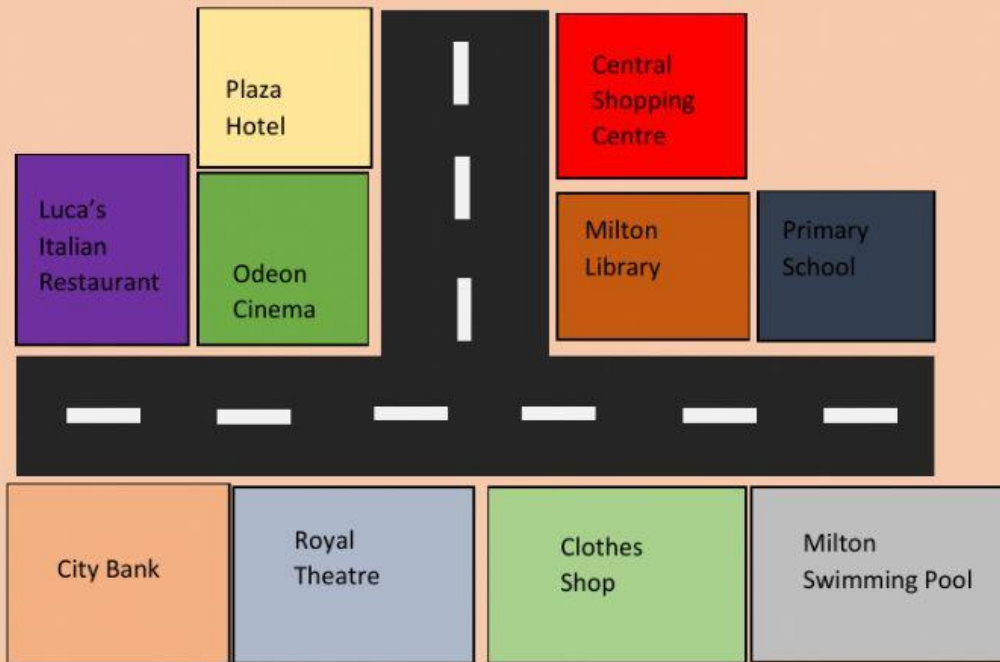 Plaza
Hotel
Central
Shopping
Centre
Luca’s
Italian
Restaurant
Odeon
Cinema
Milton
Library
Primary
School
City Bank
Royal
Theatre
Clothes
Shop
Milton
Swimming Pool